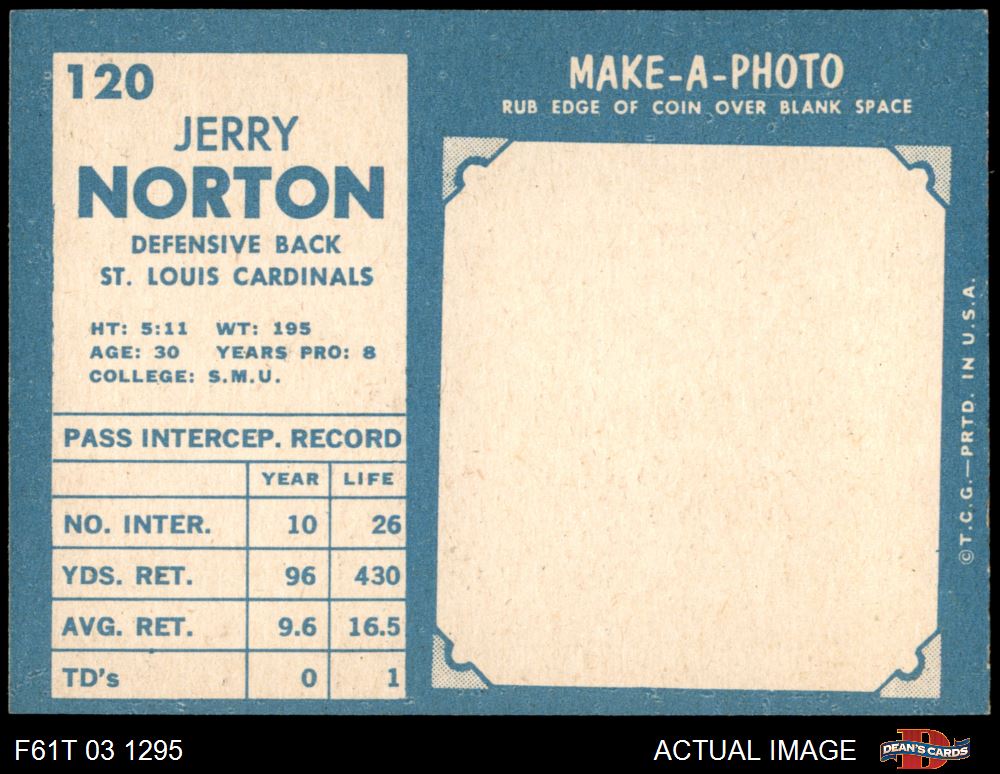 120
JERRY
NORTON
DEFENSIVE BACK
ST. LOUIS CARDINALS
HT: 5:11 WT: 195
AGE: 30 YEARS PRO: 8
COLLEGE: S.M.U.
PASS INTERCEP. RECORD
YEAR LIFE
NO. INTER. 10 26
YDS. RET. 96 430
AVG. RET. 9.6 16.5
TD's 0 1
MAKE-A-PHOTO
RUB EDGE OF COIN OVER BLANK SPACE
©T.C.G.—PRTD. IN U.S.A.
F61T 03 1295
ACTUAL IMAGE
DEAN'S CARDS